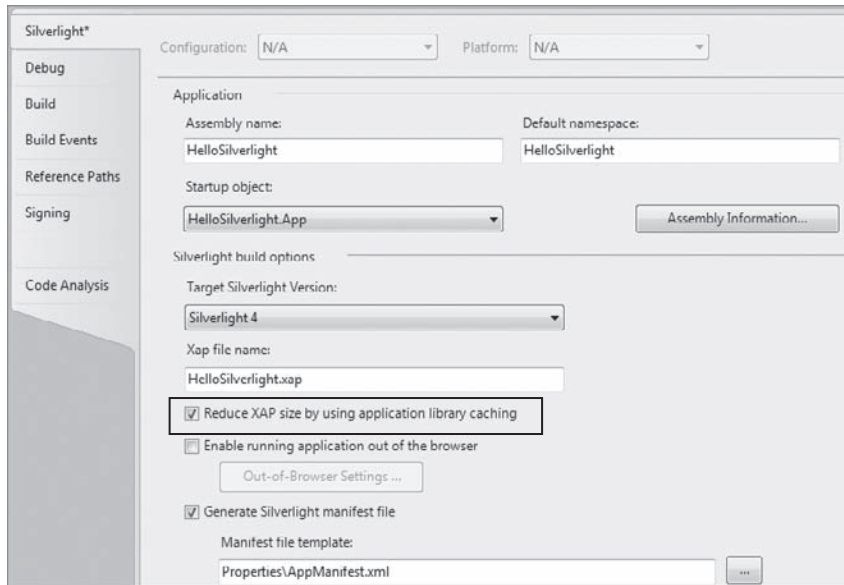 Silverlight*
Debug
Build
Build Events
Reference Paths
Signing
Code Analysis
Configuration: N/A Platform: N/A
Application
Assembly name: Default namespace:
HelloSilverlight HelloSilverlight
Startup object:
HelloSilverlight.App Assembly Information...
Silverlight build options
Target Silverlight Version:
Silverlight 4
Xap file name:
HelloSilverlight.xap
Reduce XAP size by using application library caching
Enable running application out of the browser
Out-of-Browser Settings ...
Generate Silverlight manifest file
Manifest file template:
Properties\AppManifest.xml ...